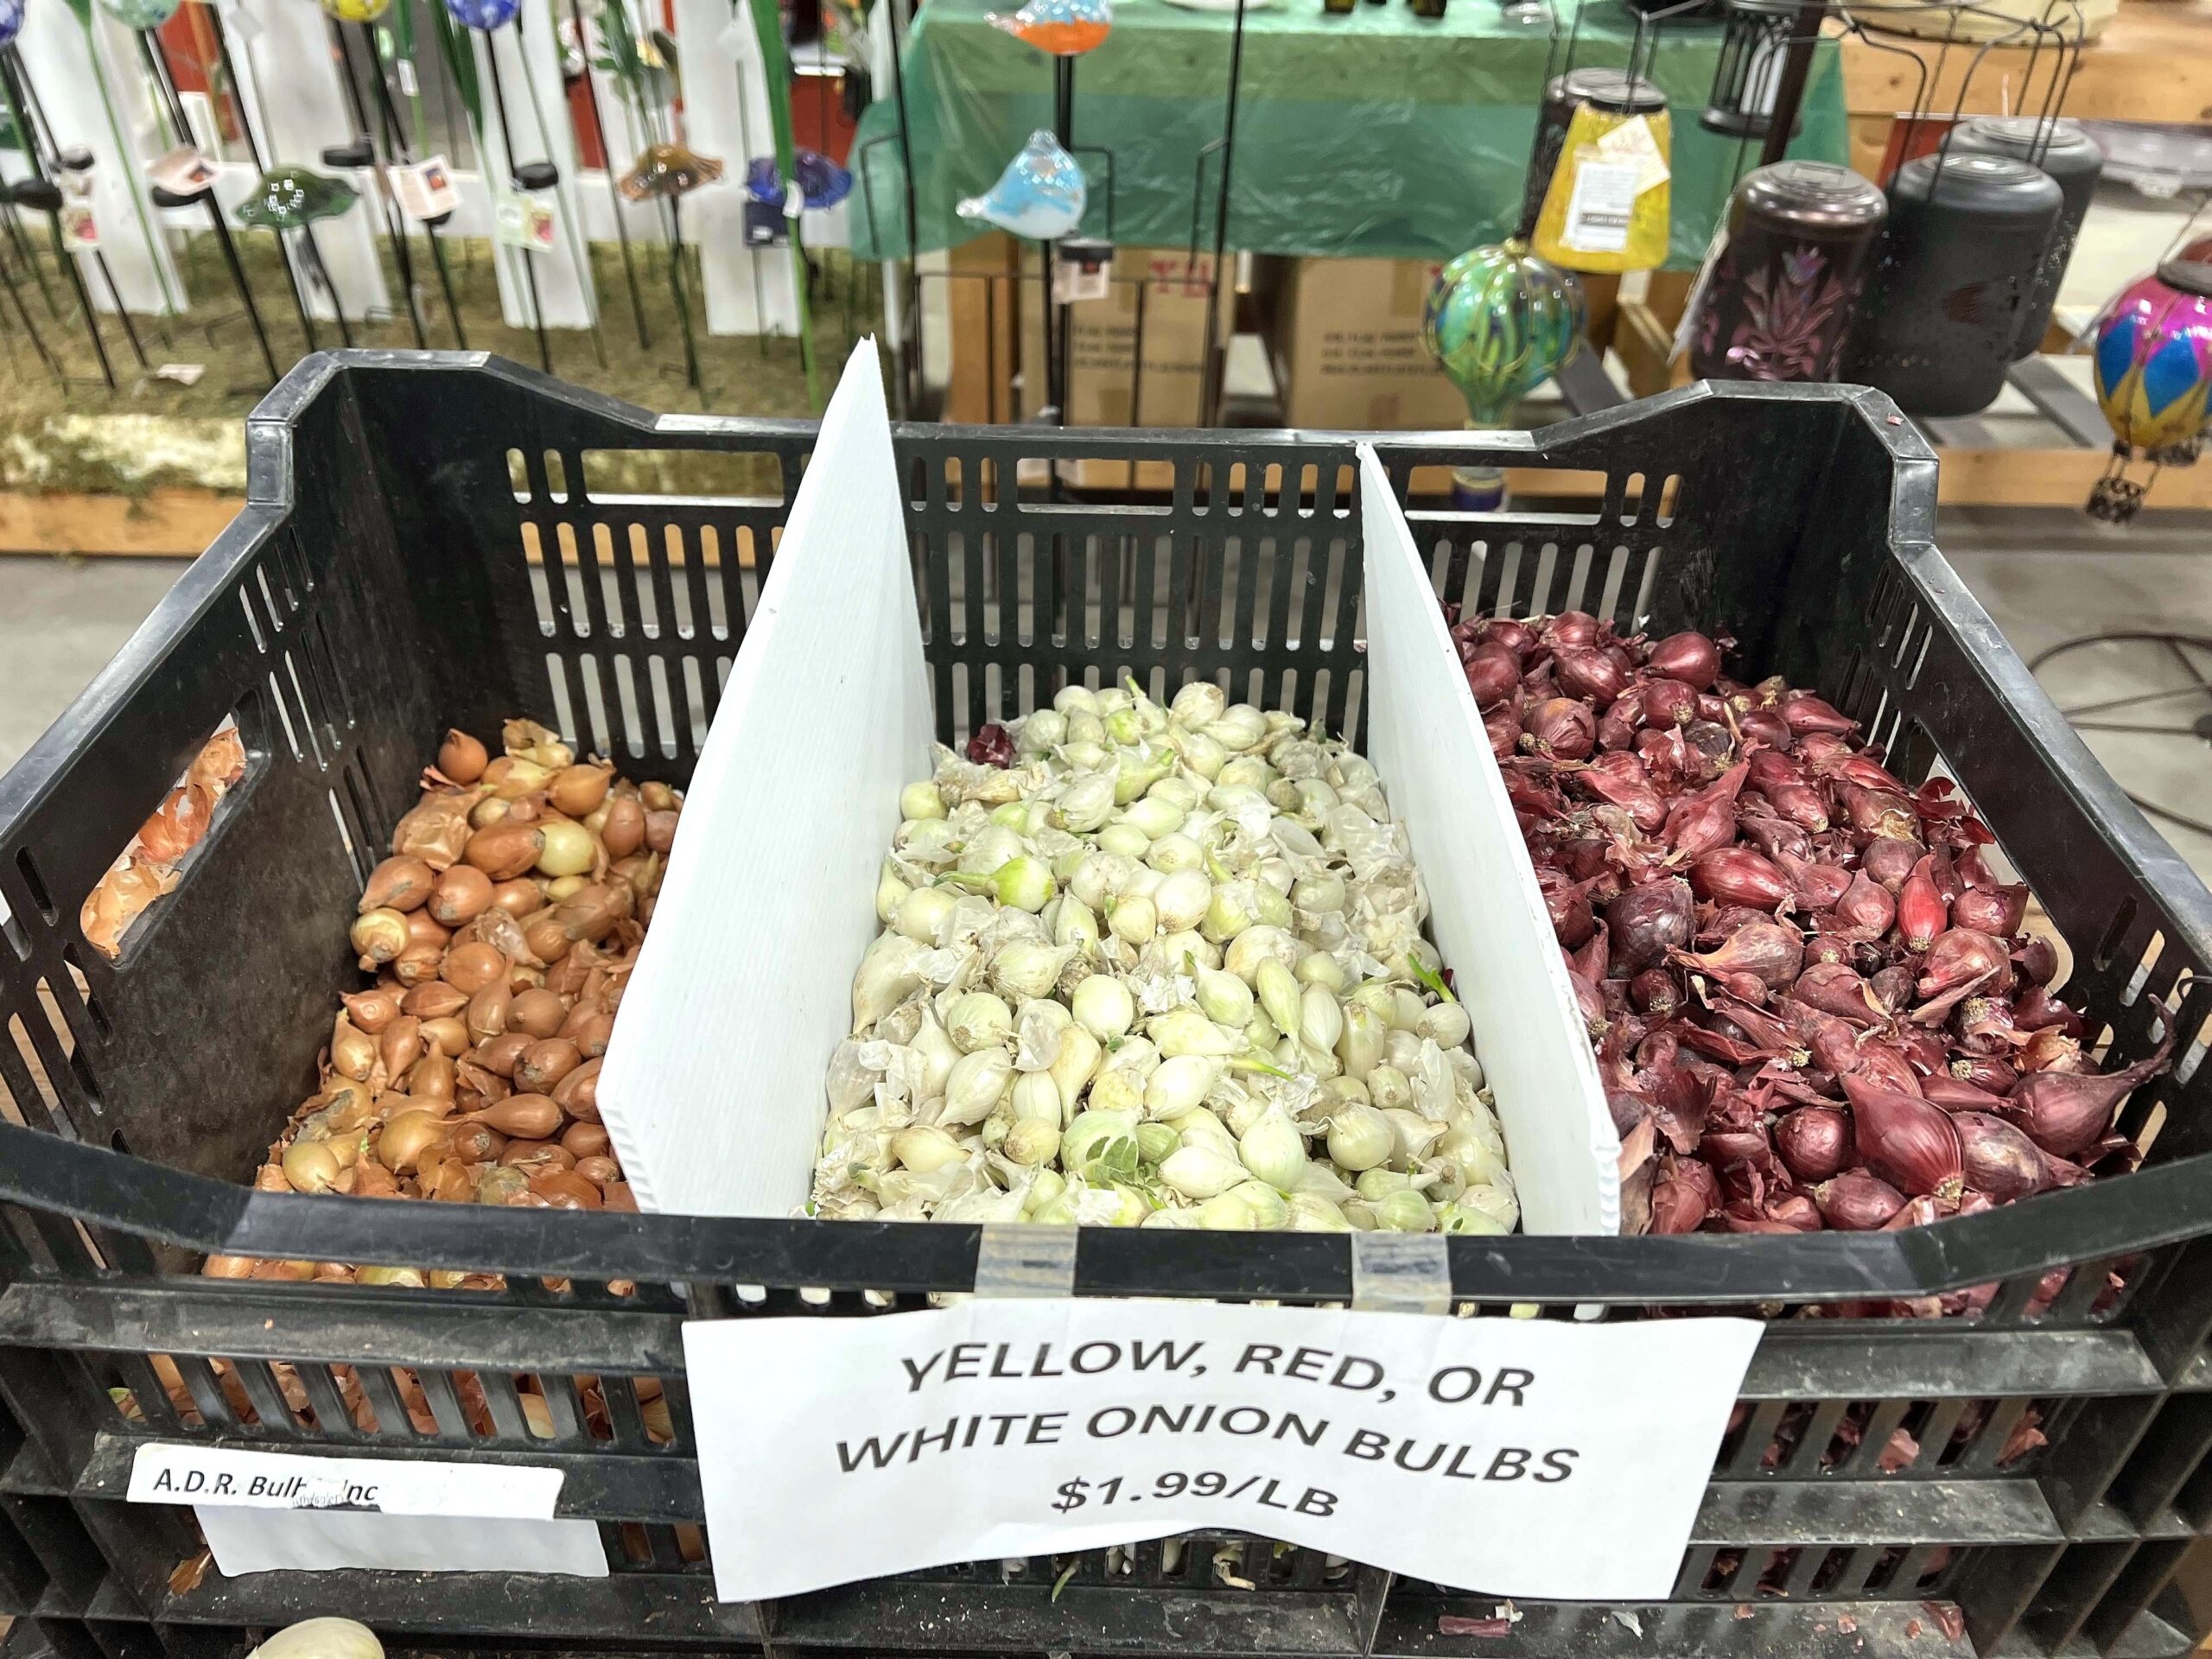 YELLOW, RED, OR
WHITE ONION BULBS
$1.99/LB
A.D.R.